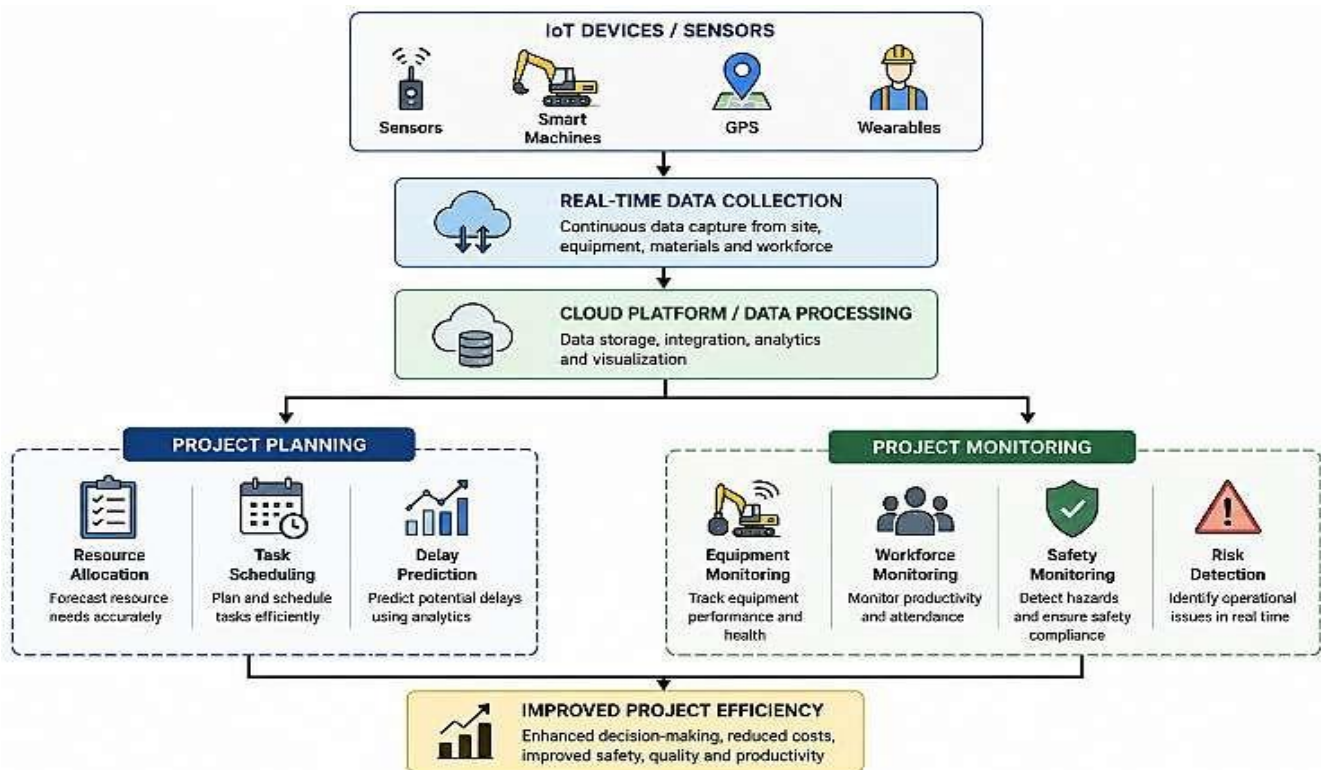 IoT DEVICES / SENSORS
Sensors
Smart
Machines
GPS
Wearables
REAL-TIME DATA COLLECTION
Continuous data capture from site,
equipment, materials and workforce
CLOUD PLATFORM / DATA PROCESSING
Data storage, integration, analytics
and visualization
PROJECT PLANNING
Resource
Allocation
Forecast resource
needs accurately
Task
Scheduling
Plan and schedule
tasks efficiently
Delay
Prediction
Predict potential delays
using analytics
PROJECT MONITORING
Equipment
Monitoring
Track equipment
performance and
health
Workforce
Monitoring
Monitor productivity
and attendance
Safety
Monitoring
Detect hazards
and ensure safety
compliance
Risk
Detection
Identify operational
issues in real time
IMPROVED PROJECT EFFICIENCY
Enhanced decision-making, reduced costs,
improved safety, quality and productivity